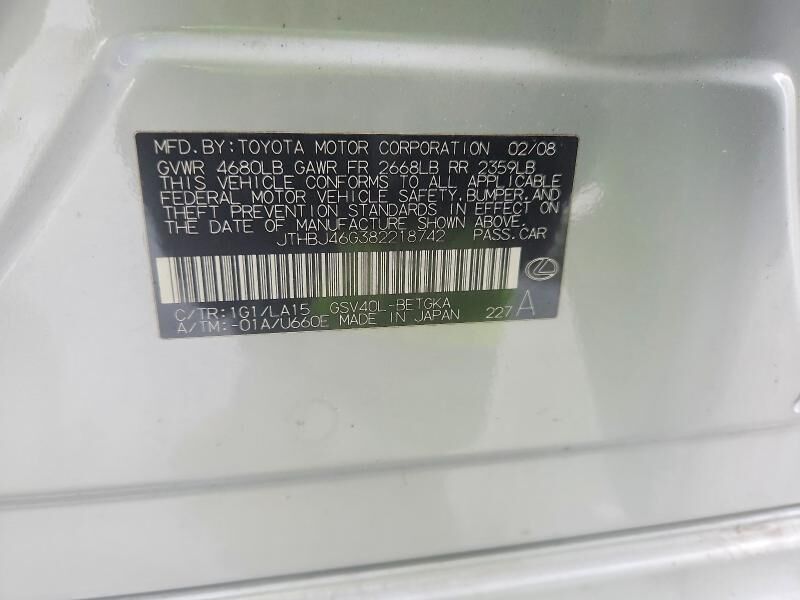 MFD. BY: TOYOTA MOTOR CORPORATION 02/08
GVWR 4680LB GAWR FR 2668LB RR 2359LB
THIS VEHICLE CONFORMS TO ALL APPLICABLE
FEDERAL MOTOR VEHICLE SAFETY, BUMPER, AND
THEFT PREVENTION STANDARDS IN EFFECT ON
THE DATE OF MANUFACTURE SHOWN ABOVE.
JTHBJ46G382218742 PASS. CAR
C/TR: 1G1/LA15 GSV40L-BETGKA
A/TM: -01A/U660E MADE IN JAPAN 227 A